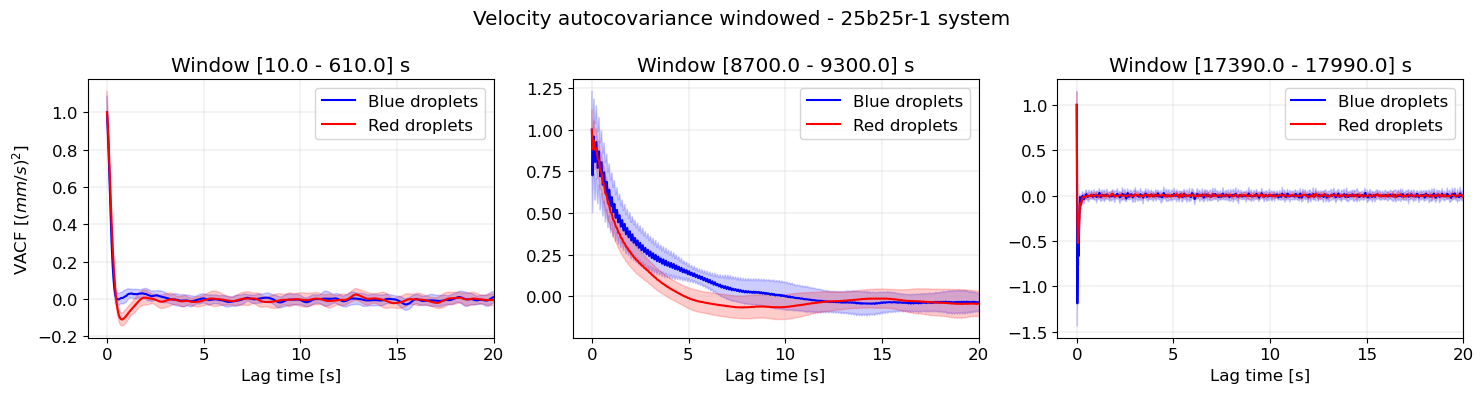 Velocity autocovariance windowed - 25b25r-1 system
Window [10.0 - 610.0] s
VACF [(mm/s)²]
1.0
0.8
0.6
0.4
0.2
0.0
−0.2
Blue droplets
Red droplets
0 5 10 15 20
Lag time [s]
Window [8700.0 - 9300.0] s
1.25
1.00
0.75
0.50
0.25
0.00
Blue droplets
Red droplets
0 5 10 15 20
Lag time [s]
Window [17390.0 - 17990.0] s
1.0
0.5
0.0
−0.5
−1.0
−1.5
Blue droplets
Red droplets
0 5 10 15 20
Lag time [s]